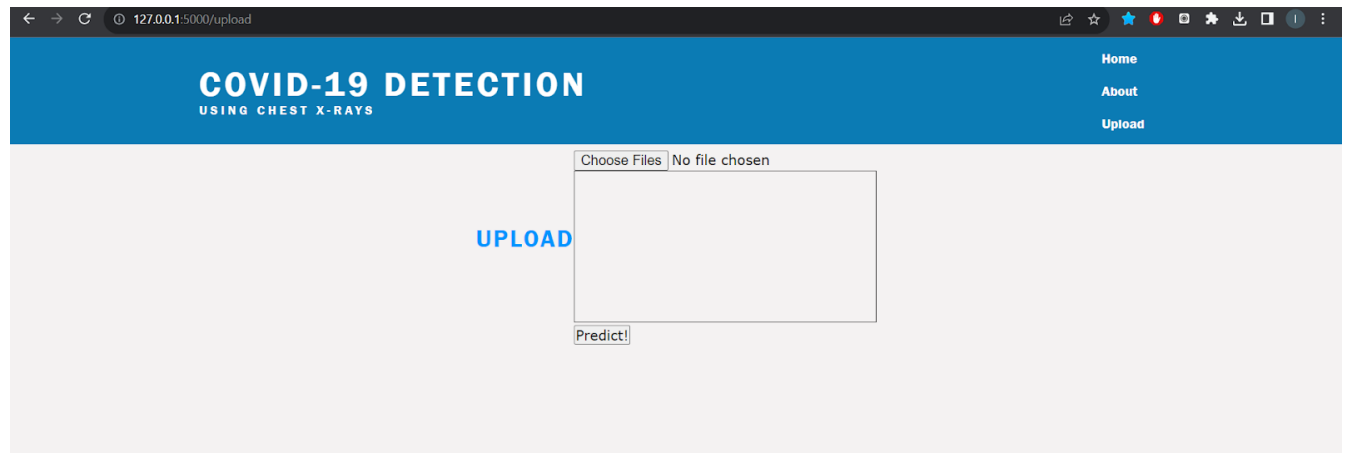 127.0.0.1:5000/upload
I
COVID-19 DETECTION
USING CHEST X-RAYS
Home
About
Upload
Choose Files No file chosen
UPLOAD
Predict!